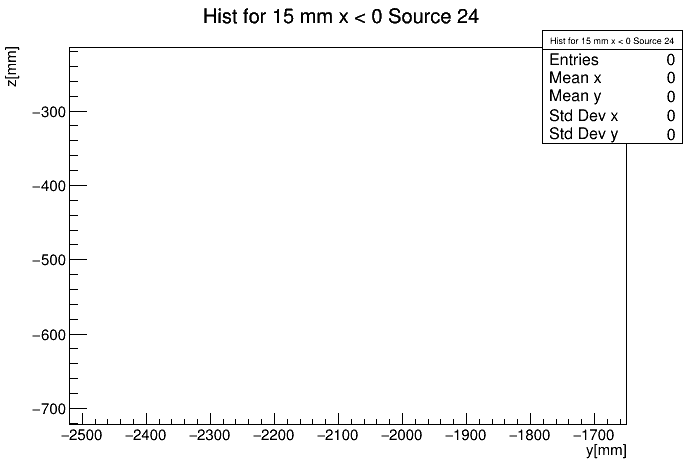 Hist for 15 mm x < 0 Source 24
z[mm]
Hist for 15 mm x < 0 Source 24
Entries 0
Mean x 0
Mean y 0
Std Dev x 0
Std Dev y 0
−300
−400
−500
−600
−700
−2500 −2400 −2300 −2200 −2100 −2000 −1900 −1800 −1700
y[mm]